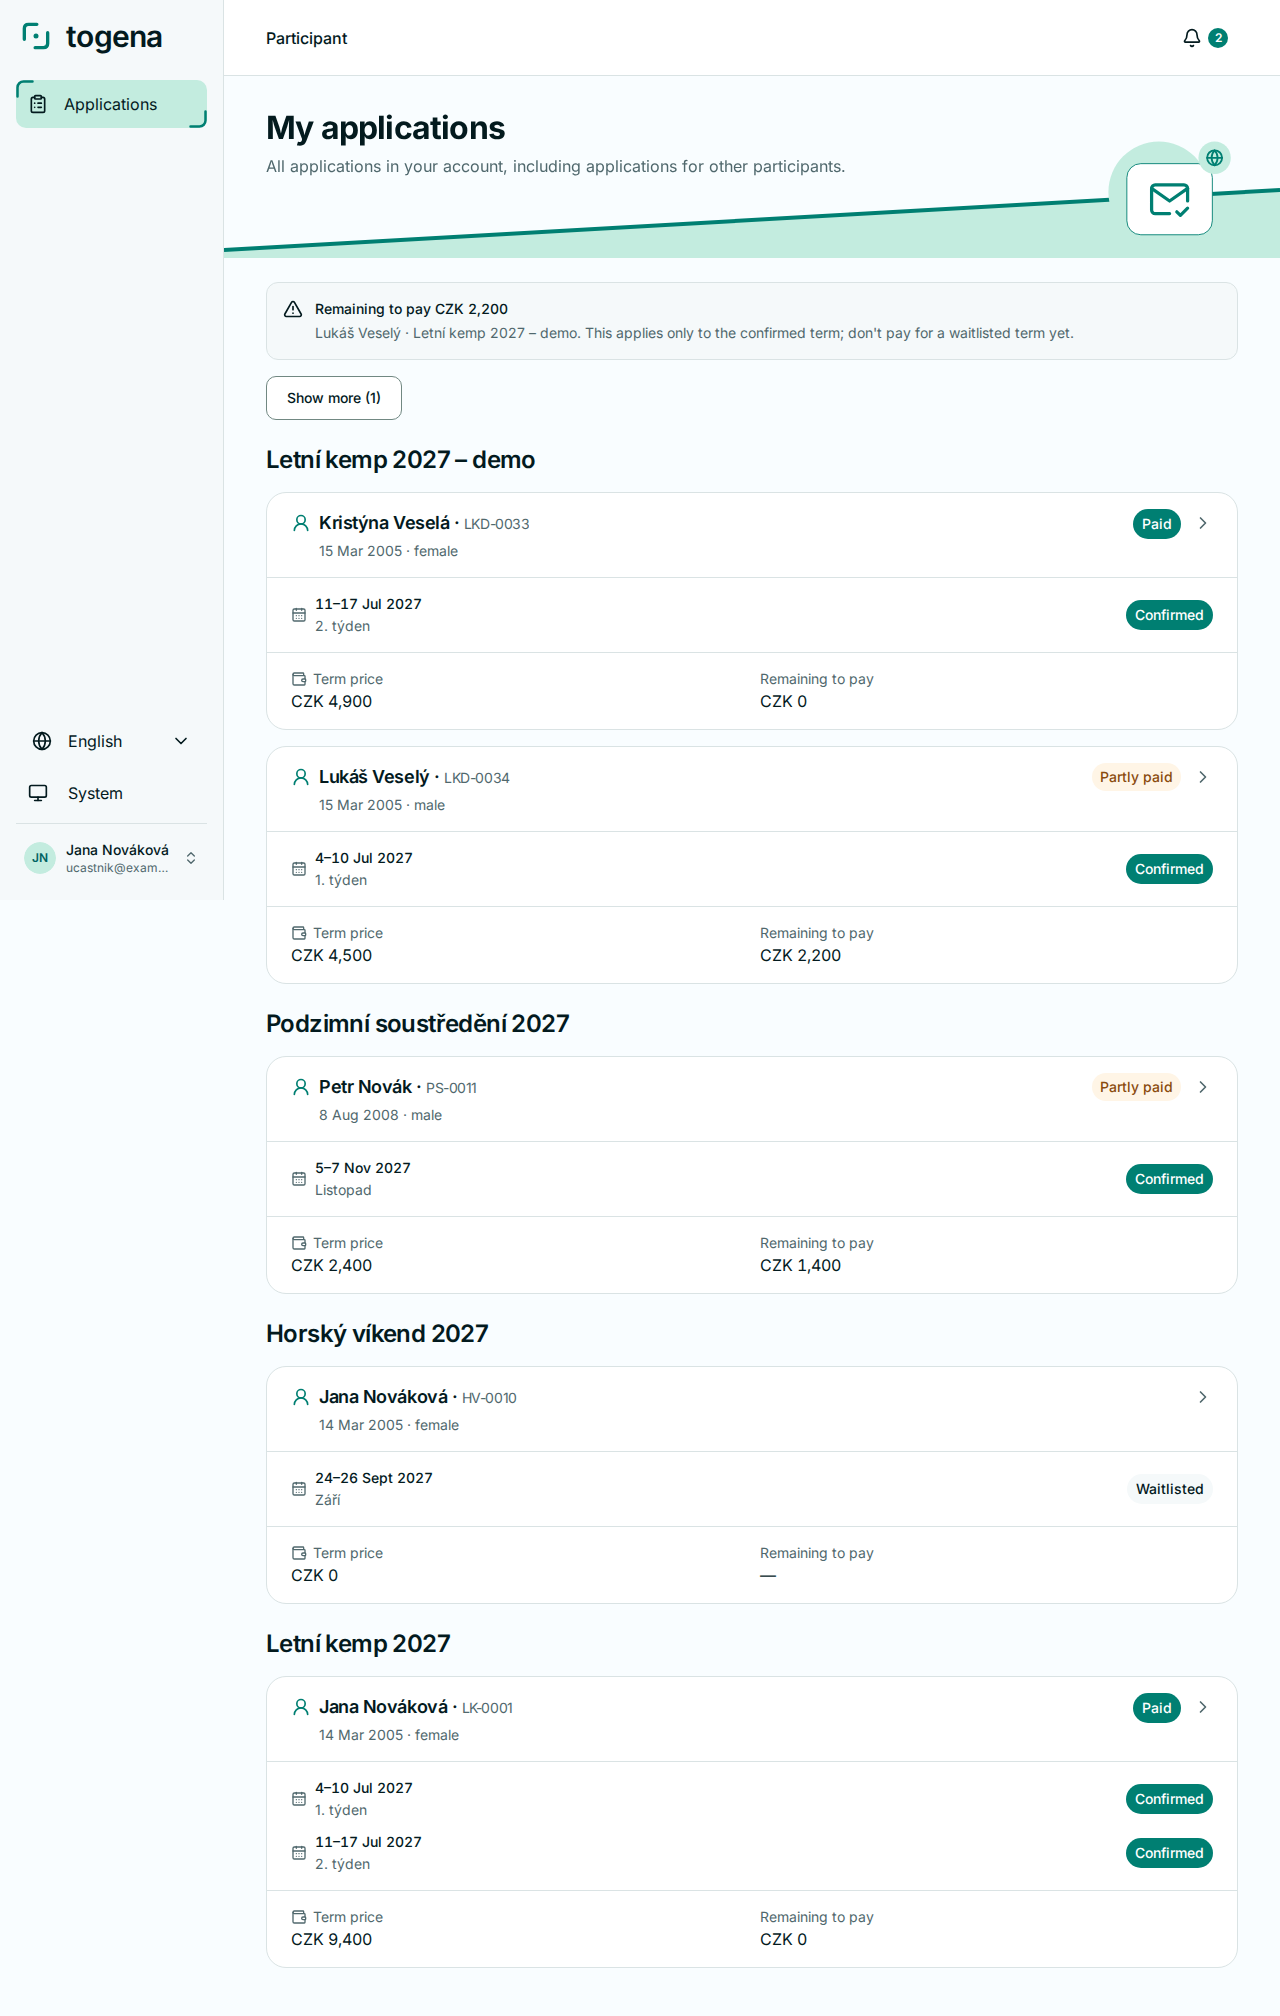 togena
Participant
2
Applications
My applications
All applications in your account, including applications for other participants.
Remaining to pay CZK 2,200
Lukáš Veselý · Letní kemp 2027 – demo. This applies only to the confirmed term; don't pay for a waitlisted term yet.
Show more (1)
Letní kemp 2027 – demo
Kristýna Veselá · LKD-0033
Paid
15 Mar 2005 · female
11–17 Jul 2027
2. týden
Confirmed
Term price
Remaining to pay
CZK 4,900
CZK 0
Lukáš Veselý · LKD-0034
Partly paid
15 Mar 2005 · male
4–10 Jul 2027
1. týden
Confirmed
Term price
Remaining to pay
CZK 4,500
CZK 2,200
English
System
JN
Jana Nováková
ucastnik@exam...
Podzimní soustředění 2027
Petr Novák · PS-0011
Partly paid
8 Aug 2008 · male
5–7 Nov 2027
Listopad
Confirmed
Term price
Remaining to pay
CZK 2,400
CZK 1,400
Horský víkend 2027
Jana Nováková · HV-0010
14 Mar 2005 · female
24–26 Sept 2027
Září
Waitlisted
Term price
Remaining to pay
CZK 0
—
Letní kemp 2027
Jana Nováková · LK-0001
Paid
14 Mar 2005 · female
4–10 Jul 2027
1. týden
Confirmed
11–17 Jul 2027
2. týden
Confirmed
Term price
Remaining to pay
CZK 9,400
CZK 0